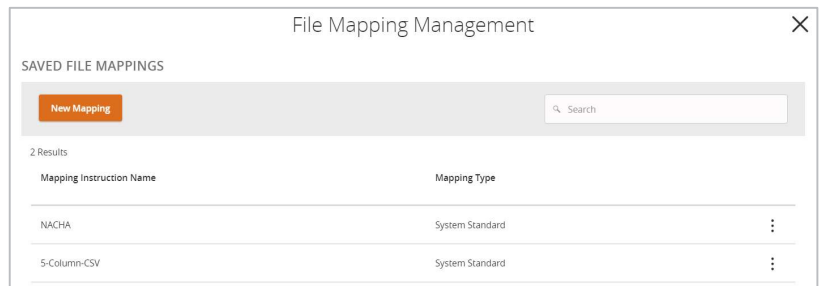 File Mapping Management
SAVED FILE MAPPINGS
New Mapping
Search
2 Results
Mapping Instruction Name Mapping Type
NACHA System Standard
5-Column-CSV System Standard